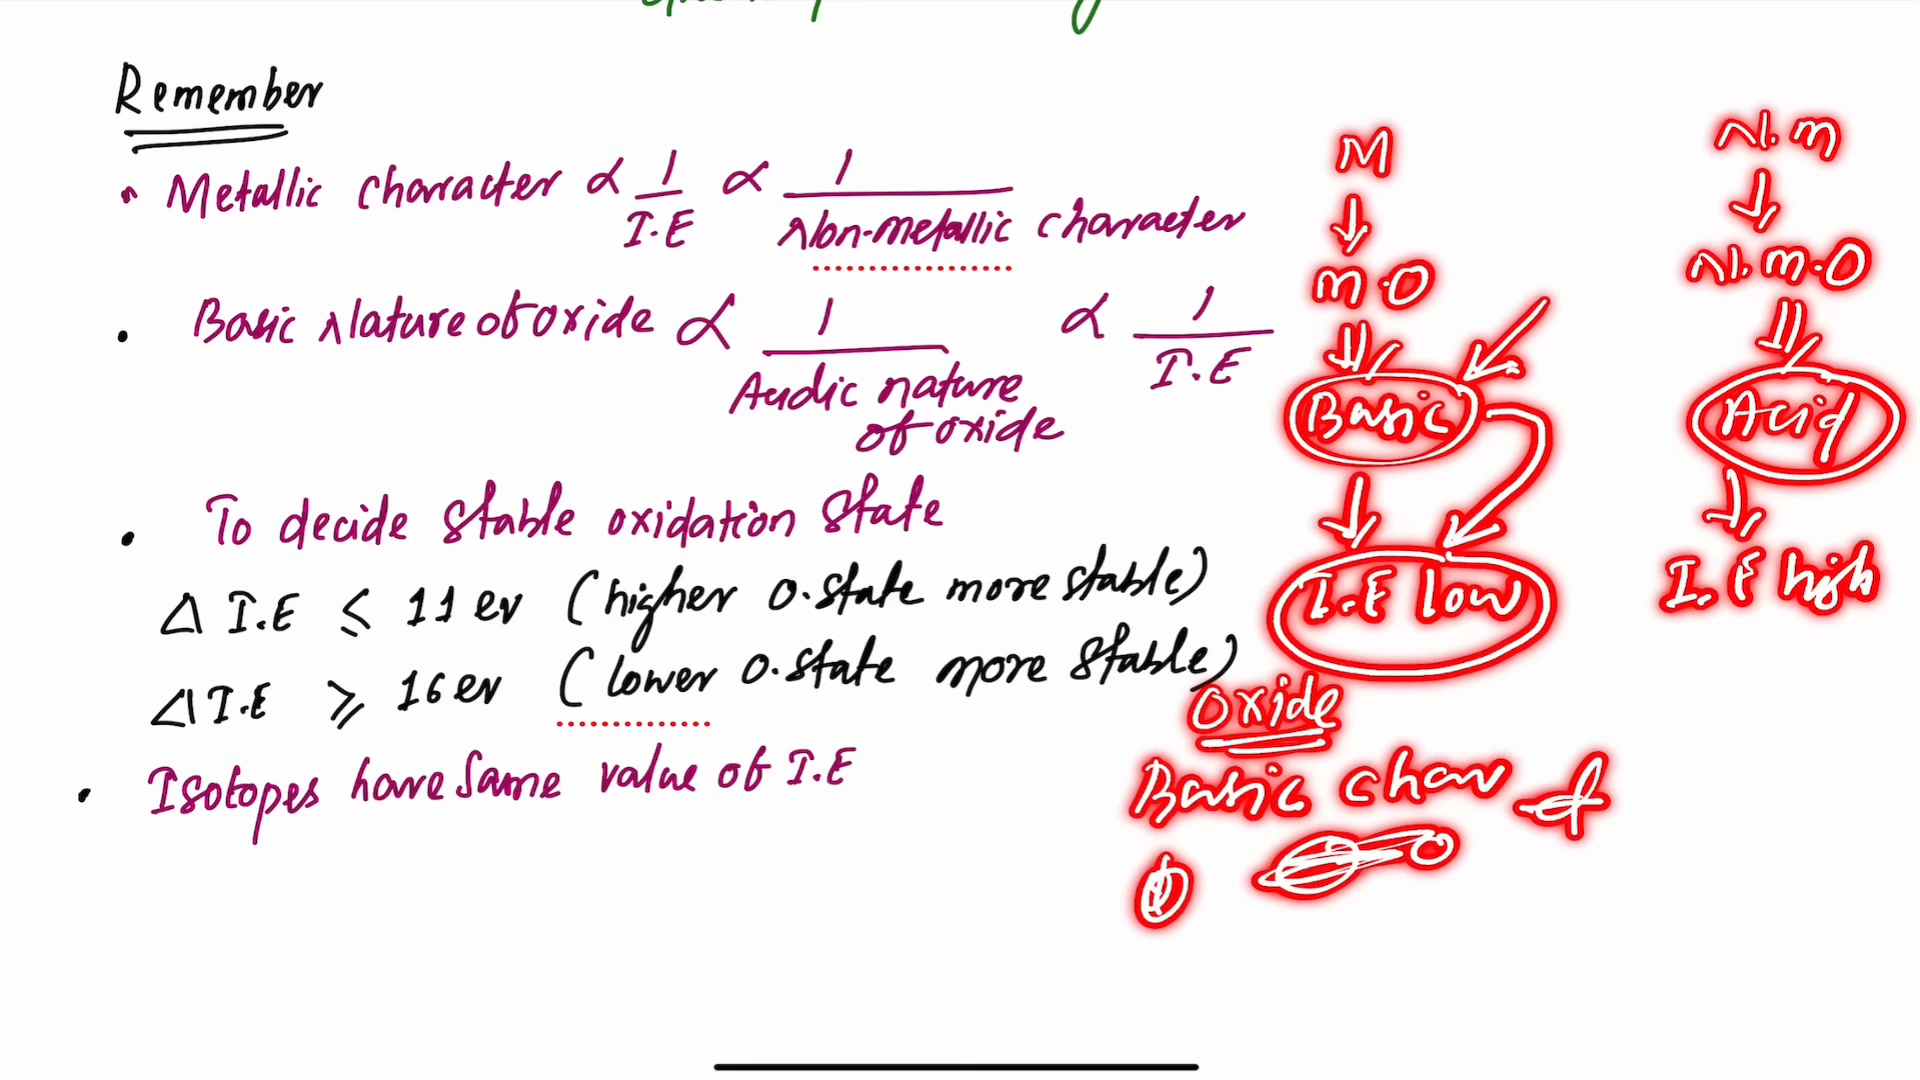 Remember
Metallic character ∝ 1/I.E ∝ 1/Non-metallic character
Basic Nature of oxide ∝ 1/Acidic nature of oxide ∝ 1/I.E
To decide stable oxidation state
Δ I.E ≤ 11 ev (higher o.state more stable)
Δ I.E ≥ 16 ev (lower o.state more stable)
Isotopes have same value of I.E
M
↓
M.O
Basic
↓
I.E low
N.M
↓
N.M.O
Acid
↓
I.E high
Oxide
Basic char